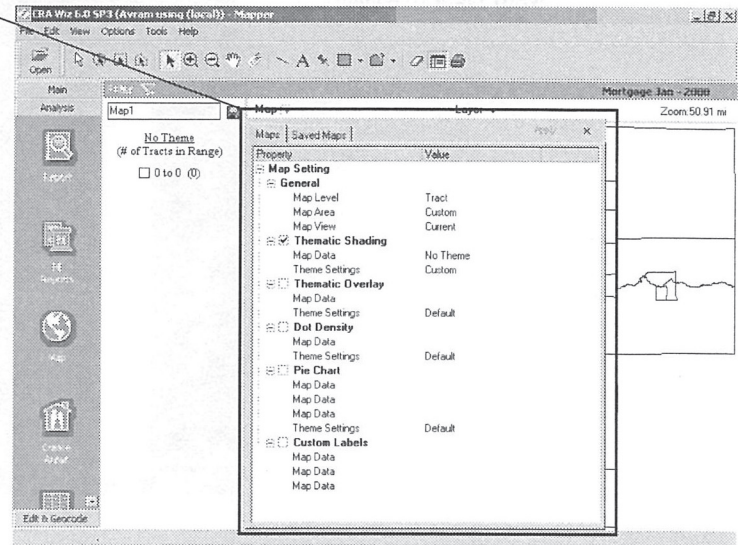 CRA Wiz 6.0 SP3 (Avram using (local)) - Mapper
File Edit View Options Tools Help
Open
Main
Analysis
Report
Map
Create
Edit & Geocode
Mortgage Jan - 2000
Map1
Map
Layer
Zoom:50.91 mi
No Theme
(# of Tracts in Range)
0 to 0 (0)
Maps
Saved Maps
Apply
Property Value
Map Setting
General
Map Level Tract
Map Area Custom
Map View Current
Thematic Shading
Map Data No Theme
Theme Settings Custom
Thematic Overlay
Map Data
Theme Settings Default
Dot Density
Map Data
Theme Settings Default
Pie Chart
Map Data
Map Data
Map Data
Theme Settings Default
Custom Labels
Map Data
Map Data
Map Data